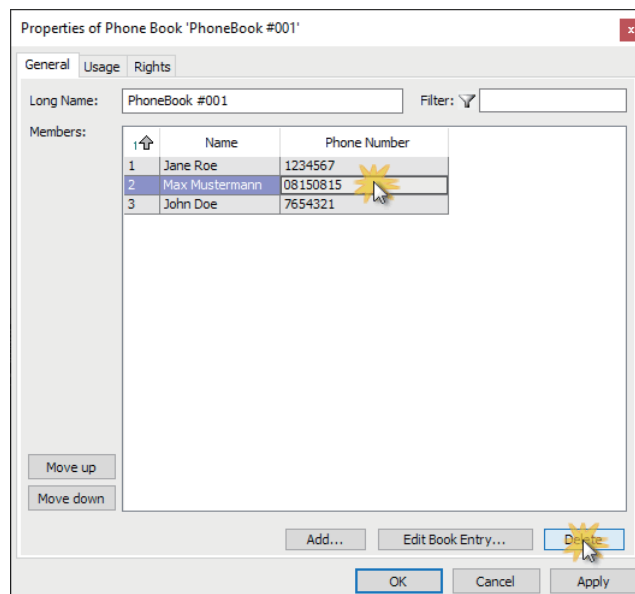 Properties of Phone Book 'PhoneBook #001'
x
General Usage Rights
Long Name: PhoneBook #001 Filter:
Members:
1 Name Phone Number
1 Jane Roe 1234567
2 Max Mustermann 08150815
3 John Doe 7654321
Move up
Move down
Add... Edit Book Entry... Delete
OK Cancel Apply